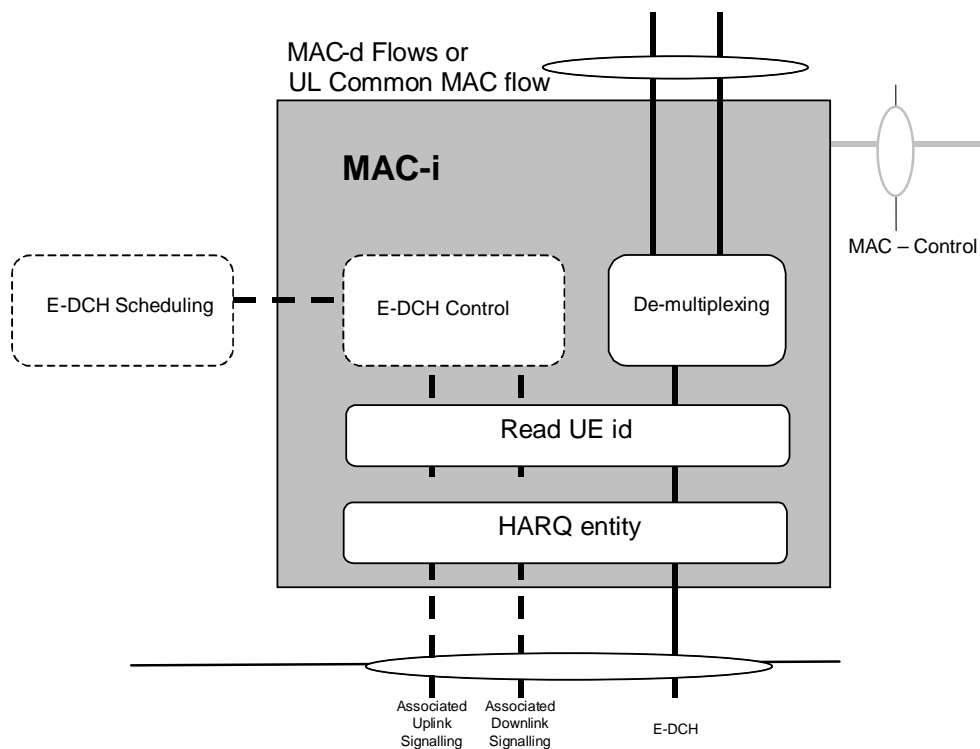 MAC-d Flows or
UL Common MAC flow
MAC-i
MAC – Control
E-DCH Scheduling
E-DCH Control
De-multiplexing
Read UE id
HARQ entity
Associated
Uplink
Signalling
Associated
Downlink
Signalling
E-DCH